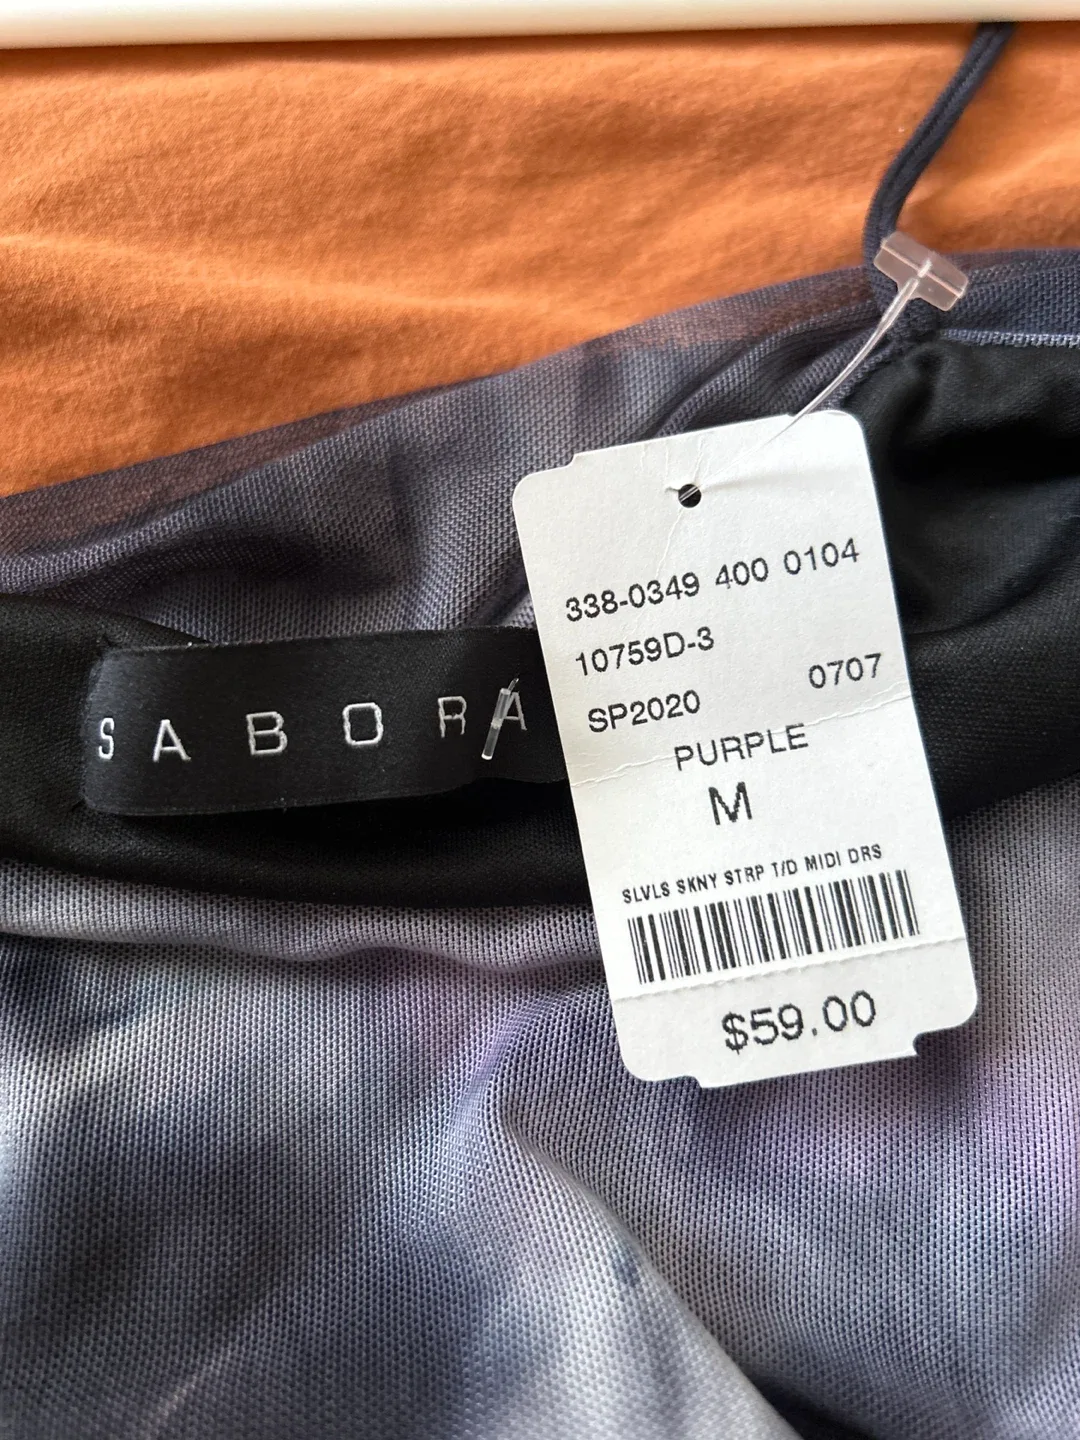 SABORA
338-0349 400 0104
10759D-3
SP2020 0707
PURPLE
M
SLVLS SKNY STRP T/D MIDI DRS
$59.00